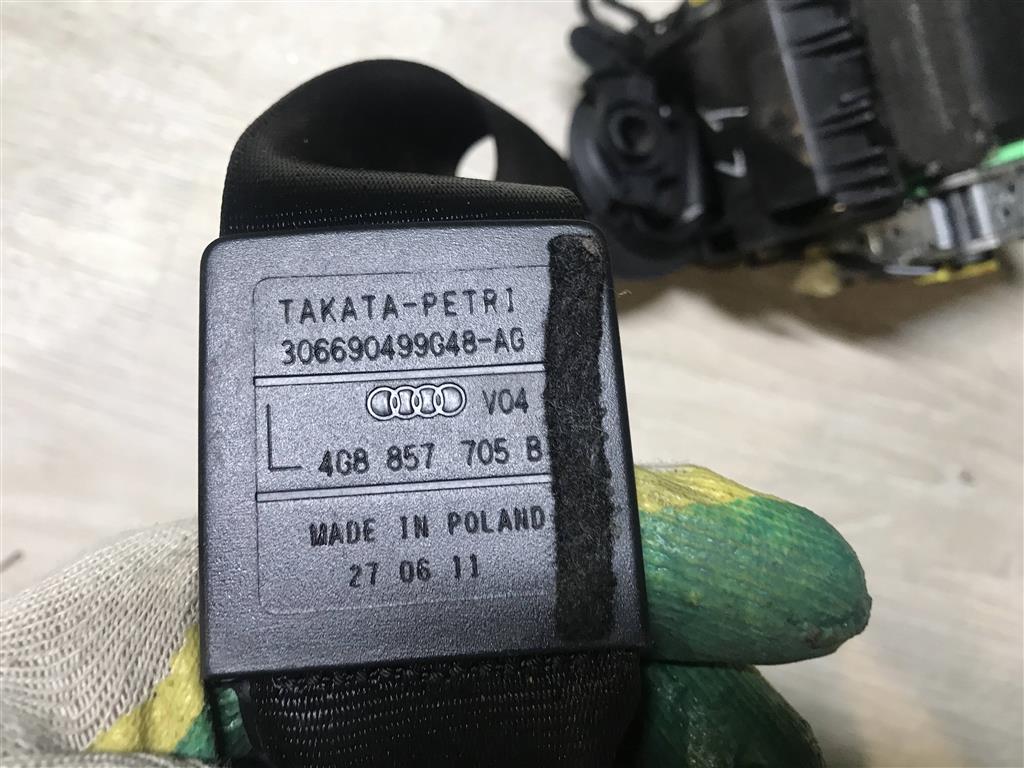 TAKATA-PETRI
306690499G48-AG
V04
L 4G8 857 705 B
MADE IN POLAND
27 06 11